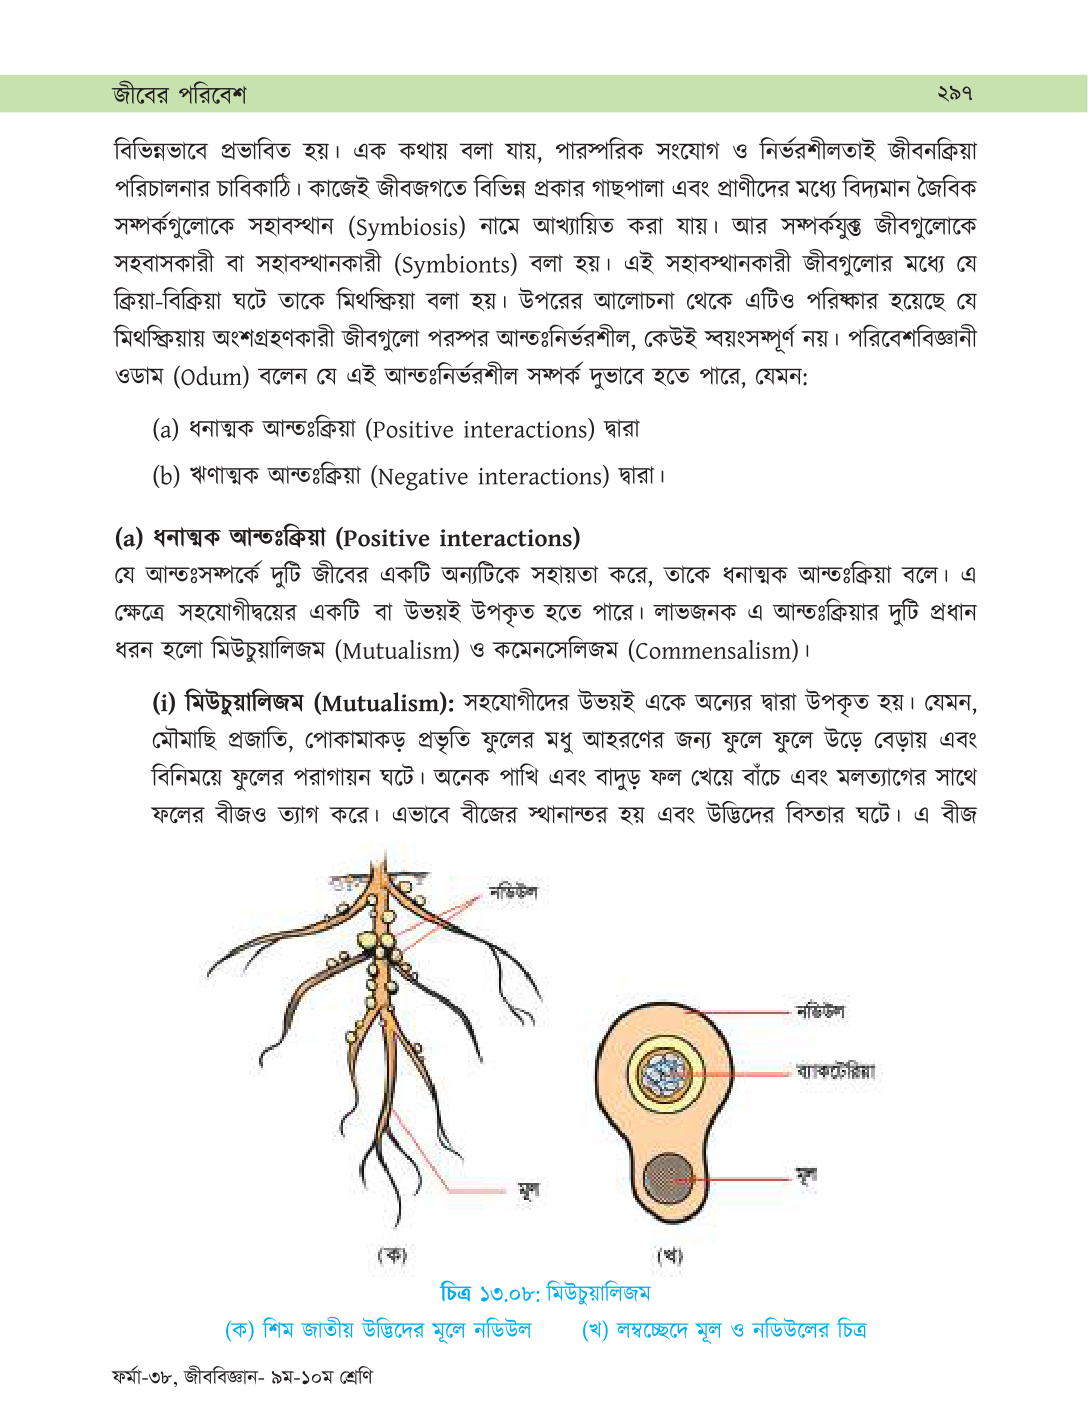 জীবের পরিবেশ ২৯৭
বিভিন্নভাবে প্রভাবিত হয়। এক কথায় বলা যায়, পারস্পরিক সংযোগ ও নির্ভরশীলতাই জীবনক্রিয়া
পরিচালনার চাবিকাঠি। কাজেই জীবজগতে বিভিন্ন প্রকার গাছপালা এবং প্রাণীদের মধ্যে বিদ্যমান জৈবিক
সম্পর্কগুলোকে সহাবস্থান (Symbiosis) নামে আখ্যায়িত করা যায়। আর সম্পর্কযুক্ত জীবগুলোকে
সহবাসকারী বা সহাবস্থানকারী (Symbionts) বলা হয়। এই সহাবস্থানকারী জীবগুলোর মধ্যে যে
ক্রিয়া-বিক্রিয়া ঘটে তাকে মিথস্ক্রিয়া বলা হয়। উপরের আলোচনা থেকে এটিও পরিষ্কার হয়েছে যে
মিথস্ক্রিয়ায় অংশগ্রহণকারী জীবগুলো পরস্পর আন্তঃনির্ভরশীল, কেউই স্বয়ংসম্পূর্ণ নয়। পরিবেশবিজ্ঞানী
ওডাম (Odum) বলেন যে এই আন্তঃনির্ভরশীল সম্পর্ক দুভাবে হতে পারে, যেমন:
(a) ধনাত্মক আন্তঃক্রিয়া (Positive interactions) দ্বারা
(b) ঋণাত্মক আন্তঃক্রিয়া (Negative interactions) দ্বারা।
(a) ধনাত্মক আন্তঃক্রিয়া (Positive interactions)
যে আন্তঃসম্পর্কে দুটি জীবের একটি অন্যটিকে সহায়তা করে, তাকে ধনাত্মক আন্তঃক্রিয়া বলে। এ
ক্ষেত্রে সহযোগীদ্বয়ের একটি বা উভয়ই উপকৃত হতে পারে। লাভজনক এ আন্তঃক্রিয়ার দুটি প্রধান
ধরন হলো মিউচুয়ালিজম (Mutualism) ও কমেনসেলিজম (Commensalism)।
(i) মিউচুয়ালিজম (Mutualism): সহযোগীদের উভয়ই একে অন্যের দ্বারা উপকৃত হয়। যেমন,
মৌমাছি প্রজাতি, পোকামাকড় প্রভৃতি ফুলের মধু আহরণের জন্য ফুলে ফুলে উড়ে বেড়ায় এবং
বিনিময়ে ফুলের পরাগায়ন ঘটে। অনেক পাখি এবং বাদুড় ফল খেয়ে বাঁচে এবং মলত্যাগের সাথে
ফলের বীজও ত্যাগ করে। এভাবে বীজের স্থানান্তর হয় এবং উদ্ভিদের বিস্তার ঘটে। এ বীজ
নডিউল
নডিউল
ব্যাকটেরিয়া
মূল
মূল
(ক) (খ)
চিত্র ১৩.০৮: মিউচুয়ালিজম
(ক) শিম জাতীয় উদ্ভিদের মূলে নডিউল (খ) লম্বচ্ছেদে মূল ও নডিউলের চিত্র
ফর্মা-৩৮, জীববিজ্ঞান- ৯ম-১০ম শ্রেণি